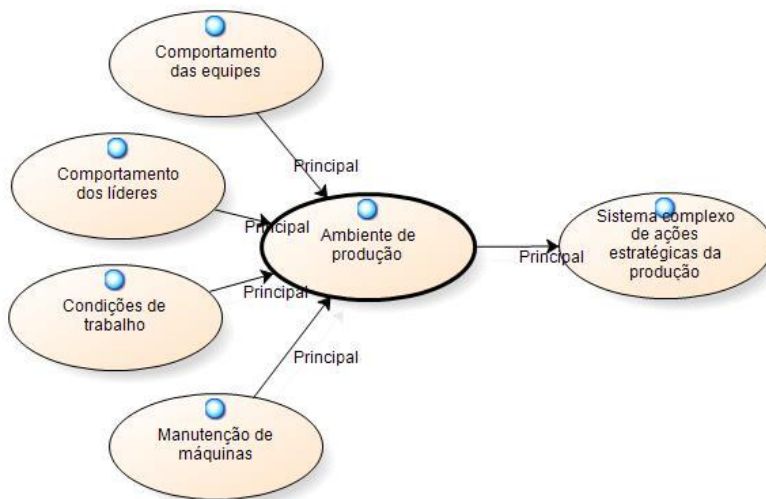 Comportamento
das equipes
Principal
Comportamento
dos líderes
Principal
Ambiente de
produção
Sistema complexo
de ações
estratégicas da
produção
Principal
Condições de
trabalho
Principal
Principal
Manutenção de
máquinas